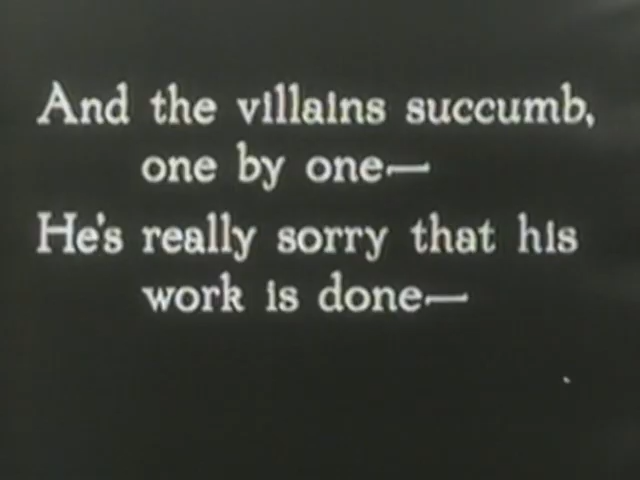 And the villains succumb,
one by one—
He's really sorry that his
work is done—